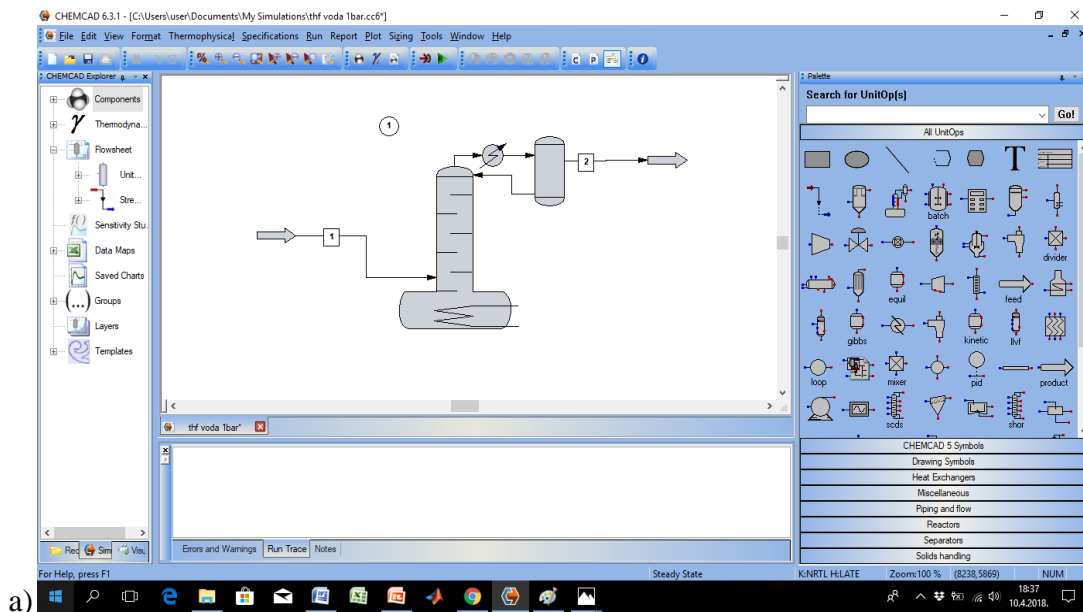 CHEMCAD 6.3.1 - [C:\Users\user\Documents\My Simulations\thf voda 1bar.cc6*]
File Edit View Format Thermophysical Specifications Run Report Plot Sizing Tools Window Help
C P
CHEMCAD Explorer
Components
Thermodyna...
Flowsheet
Unit...
Stre...
Sensitivity Stu
Data Maps
Saved Charts
Groups
Layers
Templates
Sim
Visu
1
1
2
thf voda 1bar*
Errors and Warnings Run Trace Notes
Palette
Search for UnitOp(s)
Go!
All UnitOps
T
batch
divider
equil feed
gibbs kinetic llvf
loop mixer pid product
scds shor
CHEMCAD 5 Symbols
Drawing Symbols
Heat Exchangers
Miscellaneous
Piping and flow
Reactors
Separators
Solids handling
For Help, press F1 Steady State K:NRTL H:LATE Zoom:100 % (8238,5869) NUM
18:37
10.4.2018.
a)